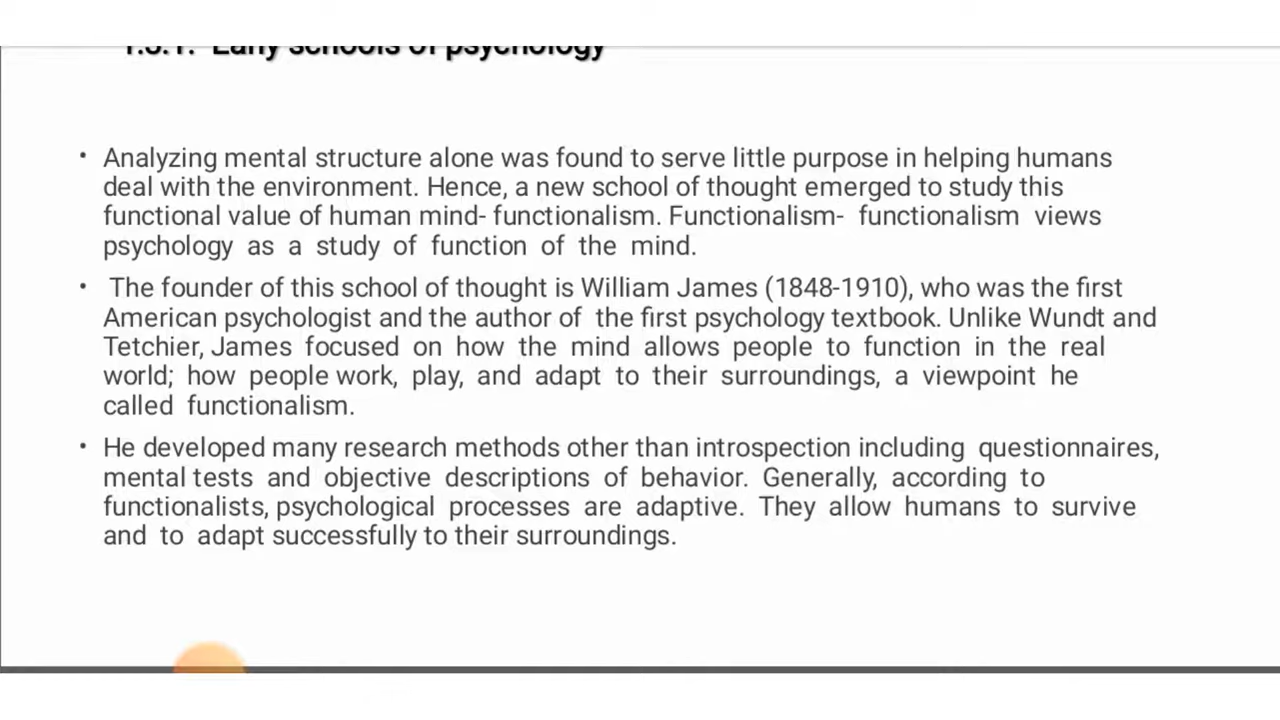 1.3.1. Early schools of psychology
• Analyzing mental structure alone was found to serve little purpose in helping humans
deal with the environment. Hence, a new school of thought emerged to study this
functional value of human mind- functionalism. Functionalism- functionalism views
psychology as a study of function of the mind.
• The founder of this school of thought is William James (1848-1910), who was the first
American psychologist and the author of the first psychology textbook. Unlike Wundt and
Tetchier, James focused on how the mind allows people to function in the real
world; how people work, play, and adapt to their surroundings, a viewpoint he
called functionalism.
• He developed many research methods other than introspection including questionnaires,
mental tests and objective descriptions of behavior. Generally, according to
functionalists, psychological processes are adaptive. They allow humans to survive
and to adapt successfully to their surroundings.